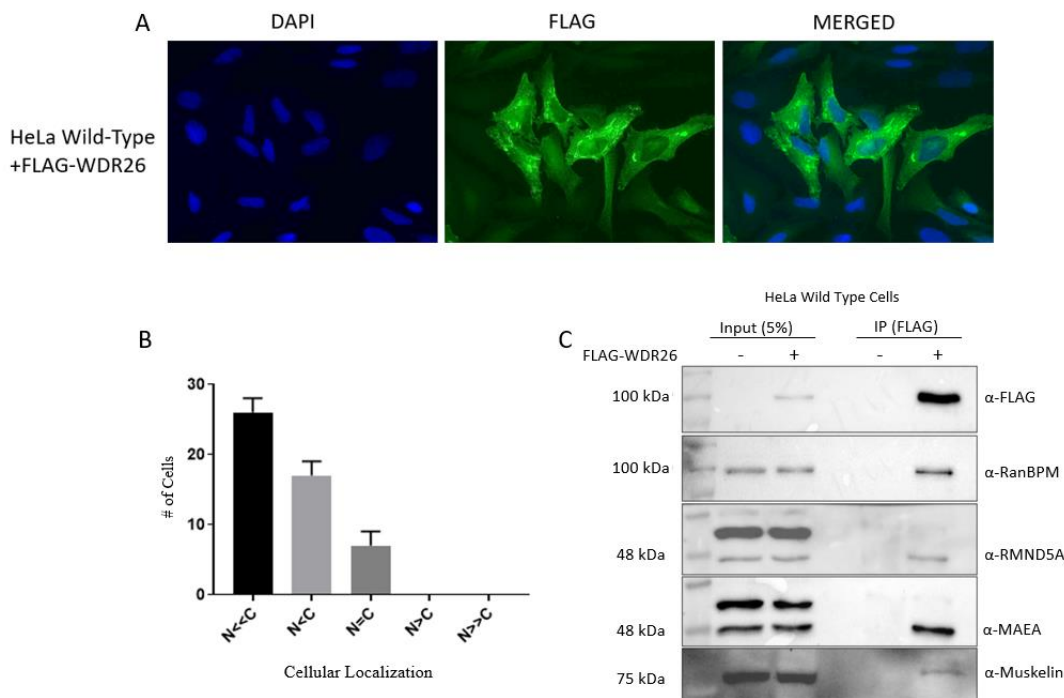 A
DAPI
FLAG
MERGED
HeLa Wild-Type
+FLAG-WDR26
B
30
20
10
0
# of Cells
N<<C
N<C
N=C
N>C
N>>C
Cellular Localization
HeLa Wild Type Cells
C
Input (5%)
IP (FLAG)
FLAG-WDR26
-
+
-
+
100 kDa
α-FLAG
100 kDa
α-RanBPM
48 kDa
α-RMND5A
48 kDa
α-MAEA
75 kDa
α-Muskelin